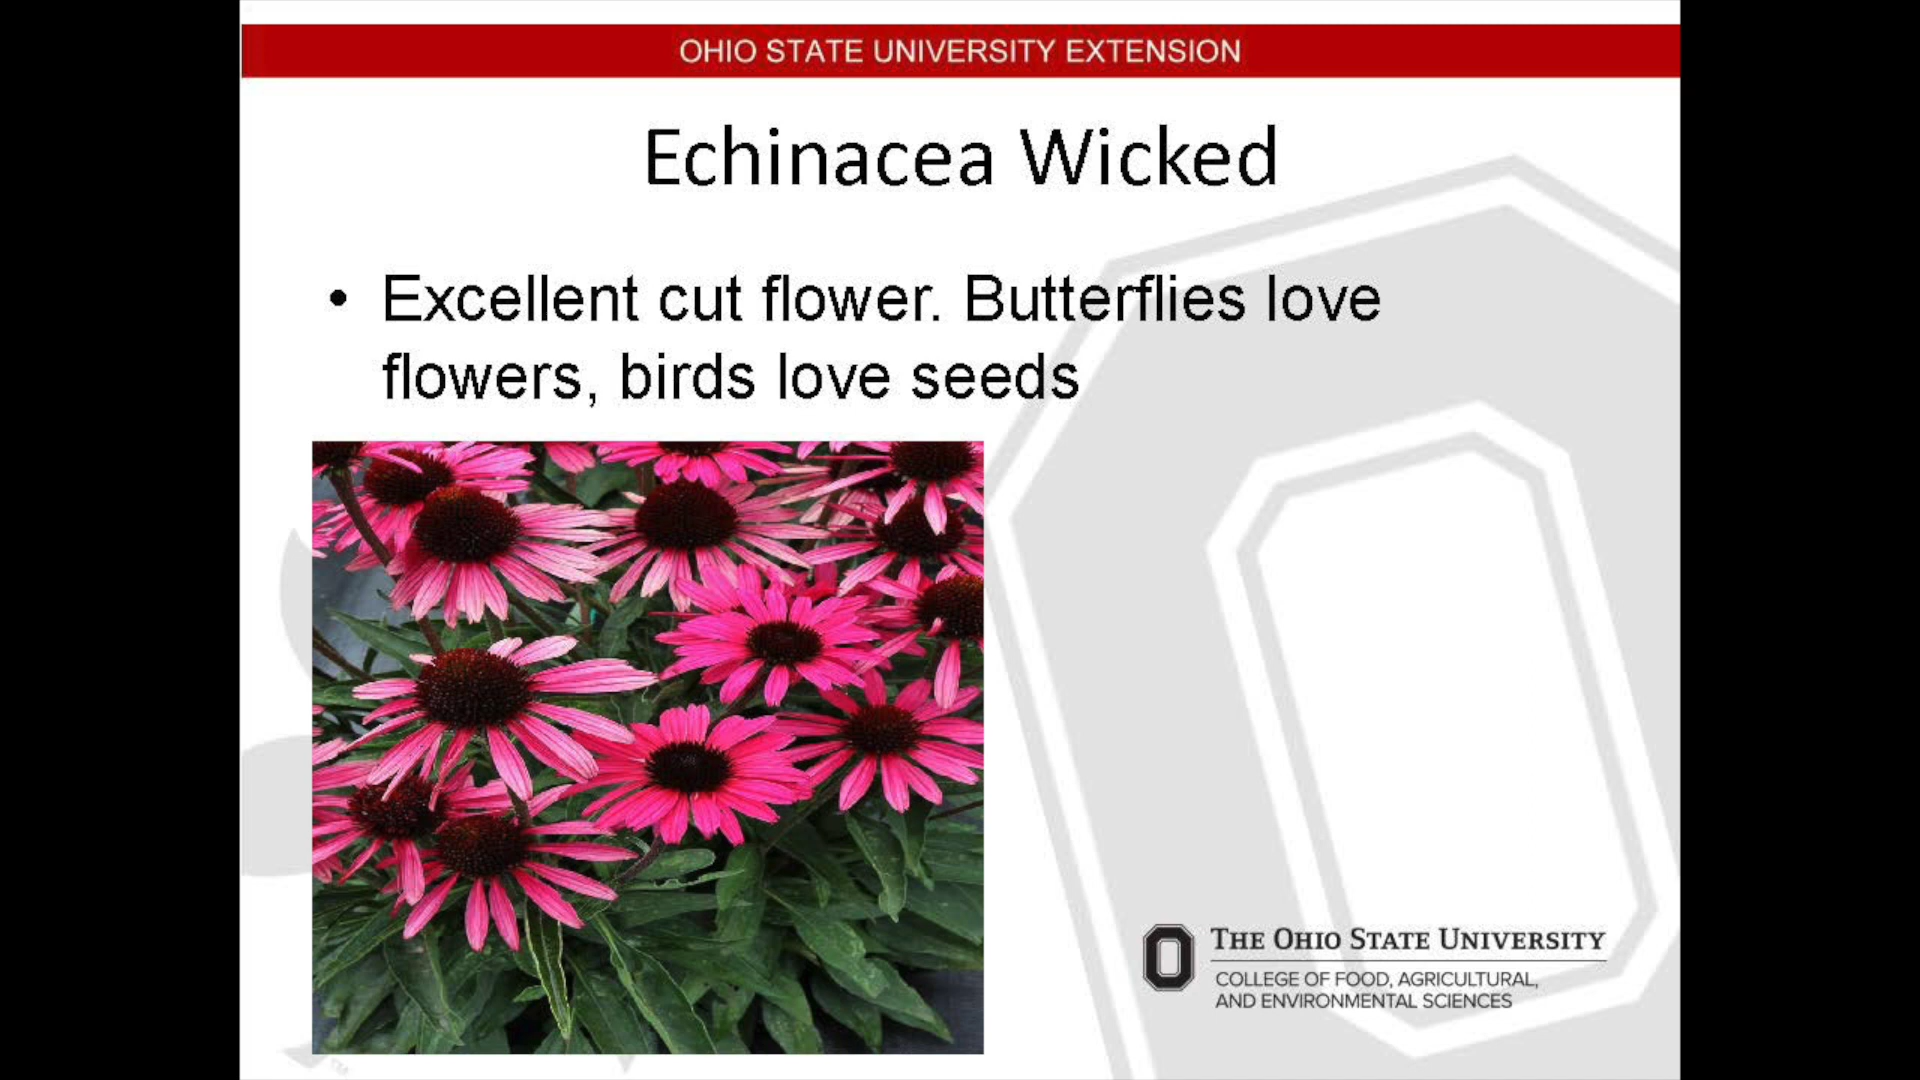 OHIO STATE UNIVERSITY EXTENSION
Echinacea Wicked
• Excellent cut flower. Butterflies love
flowers, birds love seeds
THE OHIO STATE UNIVERSITY
COLLEGE OF FOOD, AGRICULTURAL,
AND ENVIRONMENTAL SCIENCES
TM